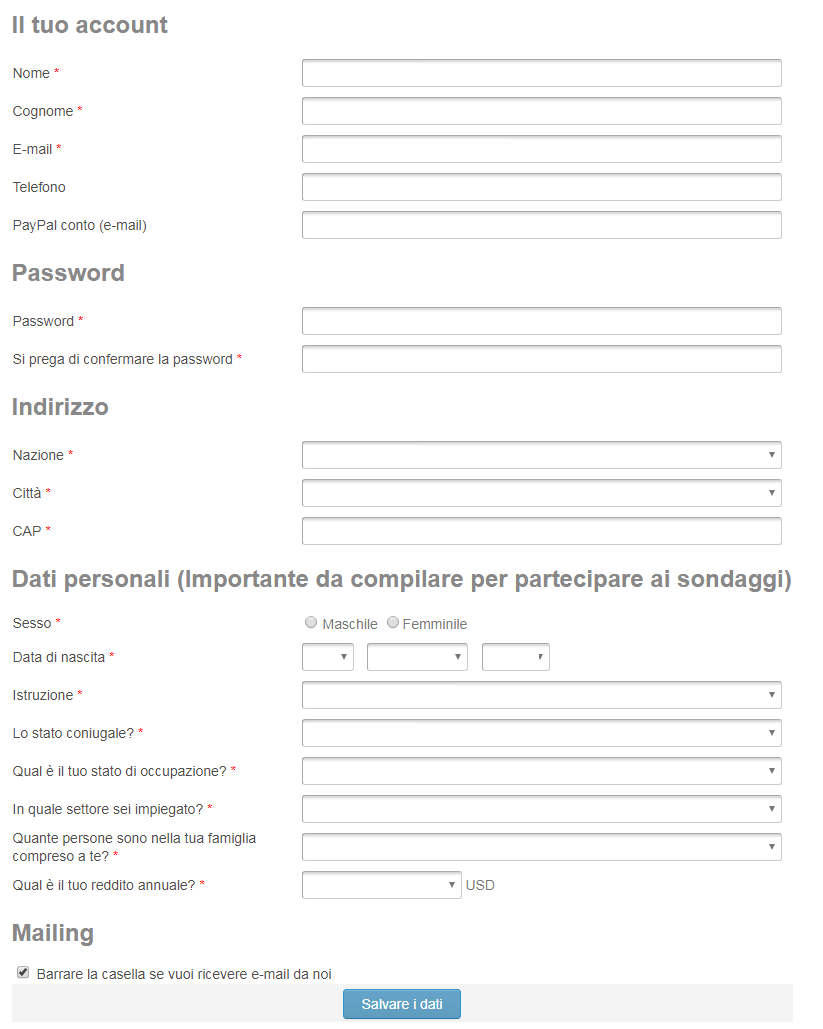 Il tuo account
Nome *
Cognome *
E-mail *
Telefono
PayPal conto (e-mail)
Password
Password *
Si prega di confermare la password *
Indirizzo
Nazione *
Città *
CAP *
Dati personali (Importante da compilare per partecipare ai sondaggi)
Sesso * Maschile Femminile
Data di nascita *
Istruzione *
Lo stato coniugale? *
Qual è il tuo stato di occupazione? *
In quale settore sei impiegato? *
Quante persone sono nella tua famiglia
compreso a te? *
Qual è il tuo reddito annuale? * USD
Mailing
Barrare la casella se vuoi ricevere e-mail da noi
Salvare i dati